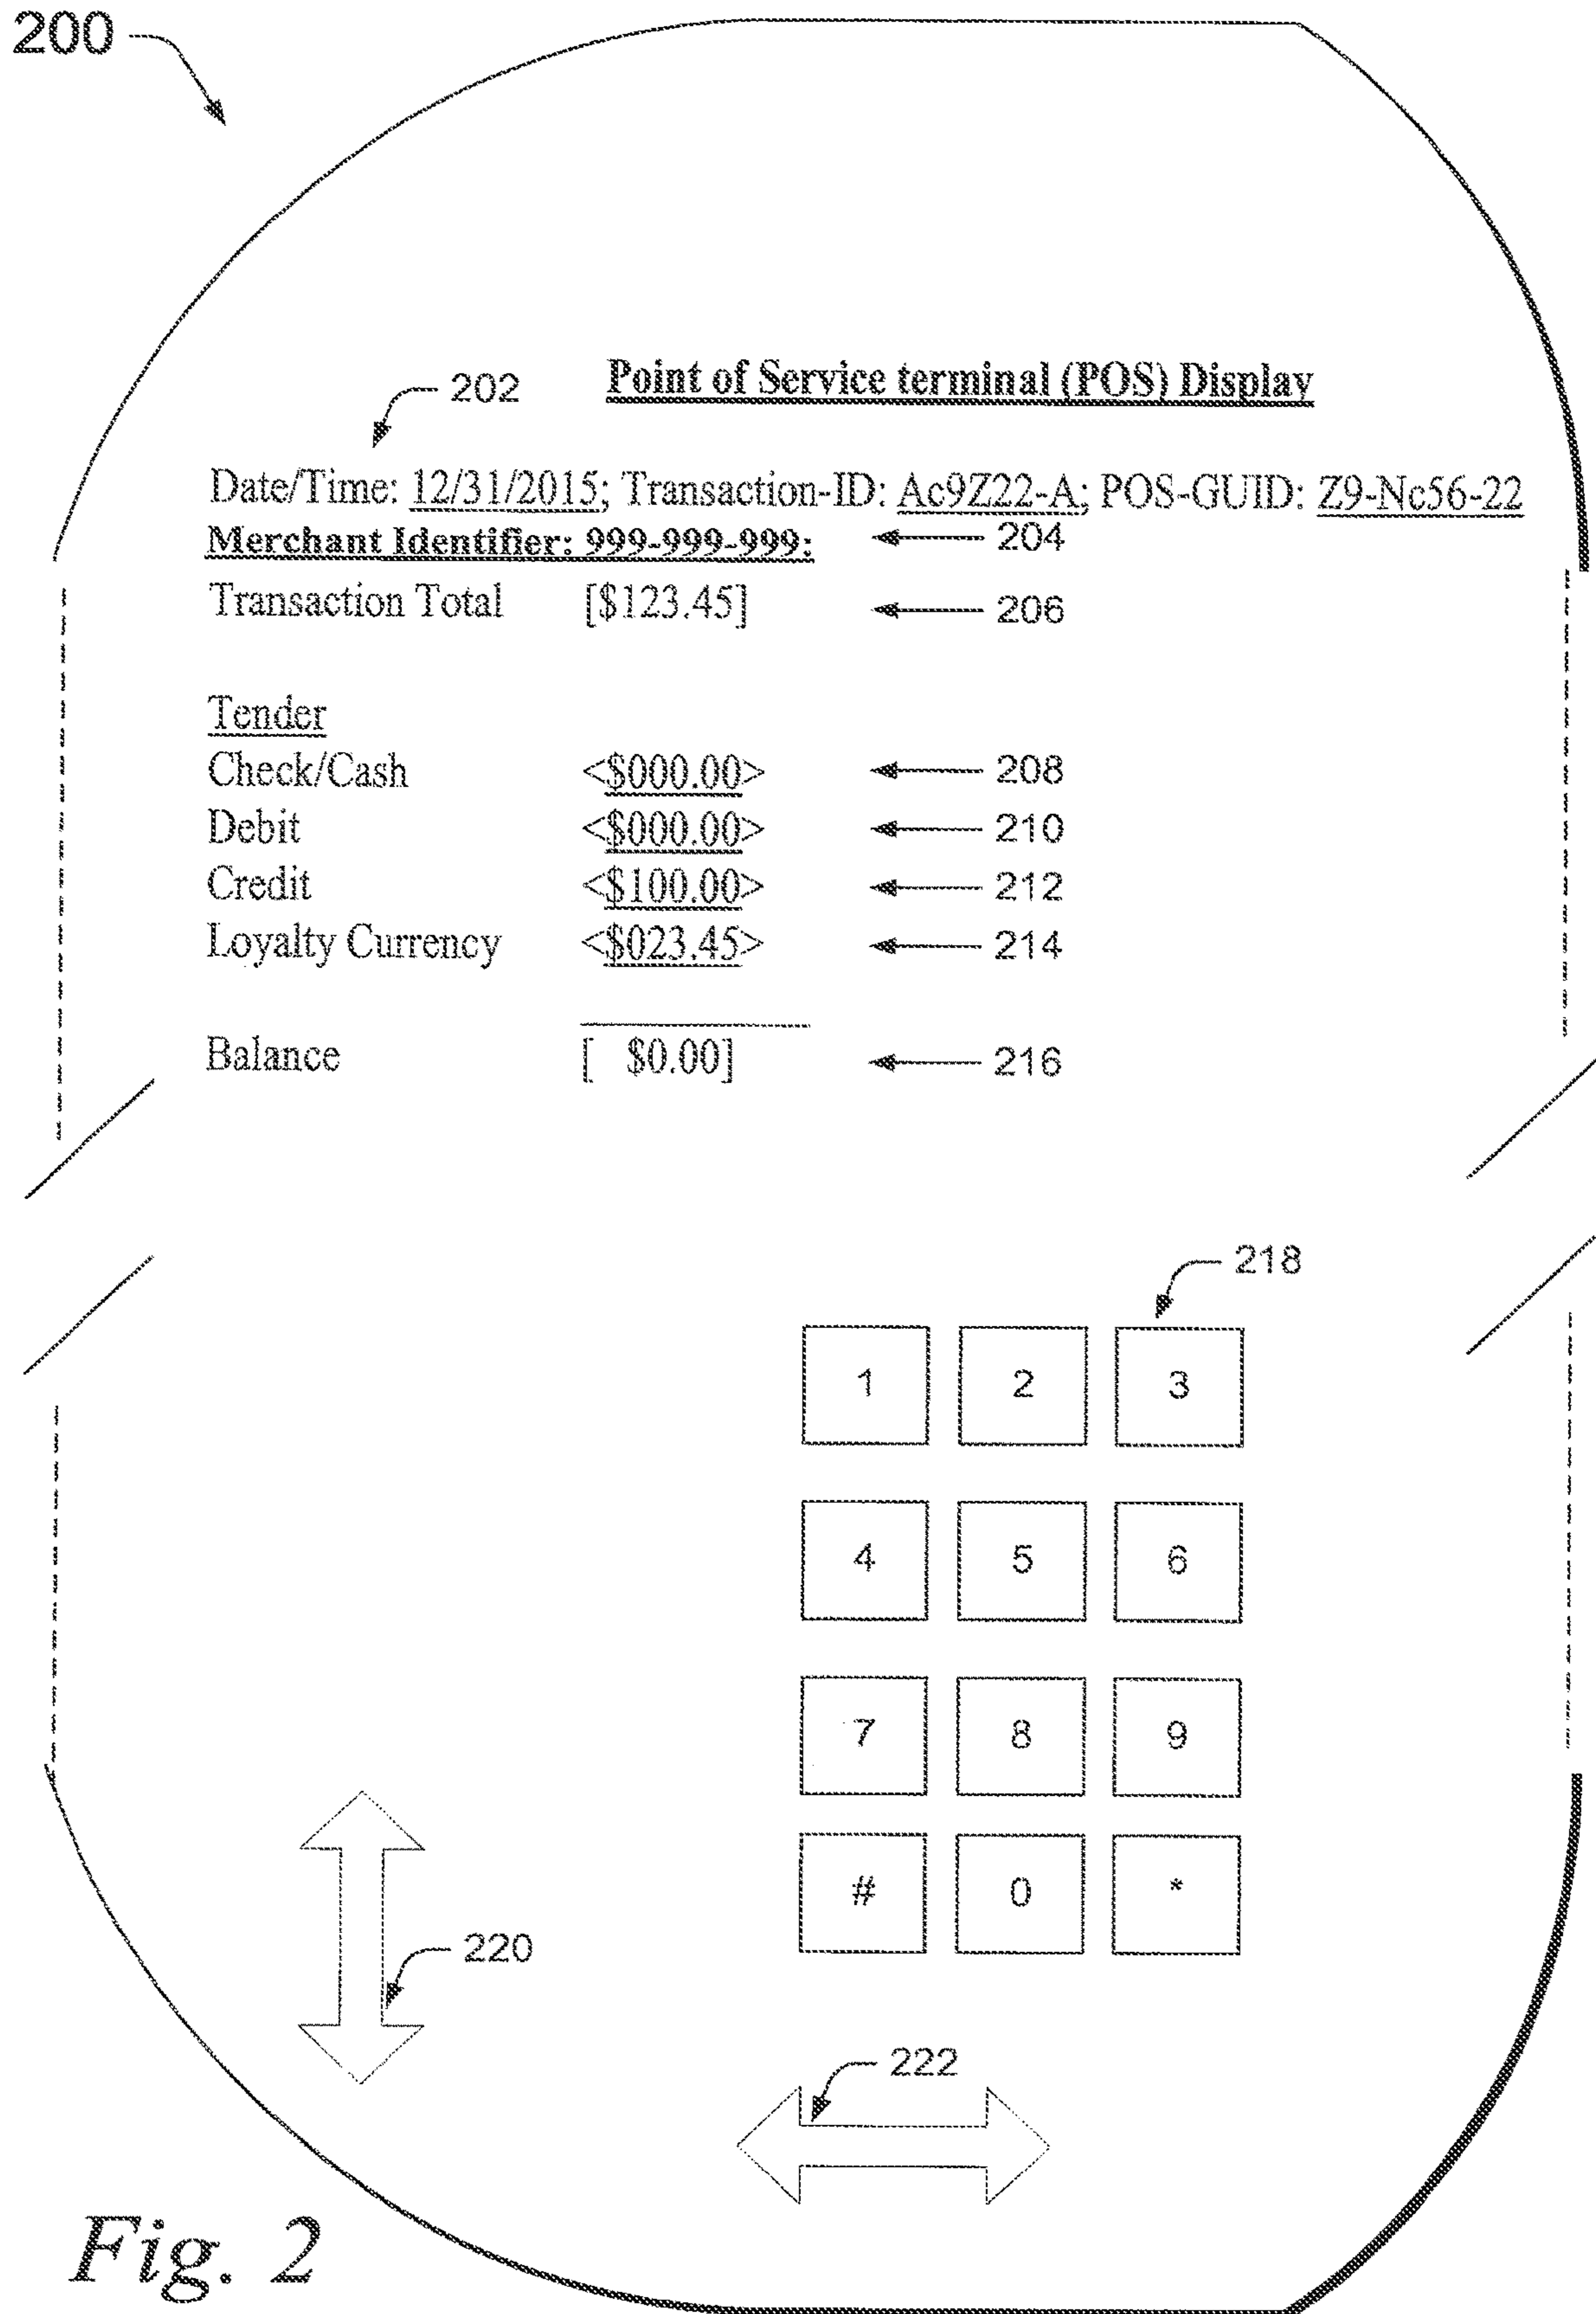 200
202 Point of Service terminal (POS) Display
Date/Time: 12/31/2015; Transaction-ID: Ac9Z22-A; POS-GUID: Z9-Nc56-22
Merchant Identifier: 999-999-999: 204
Transaction Total [$123.45] 206
Tender
Check/Cash <$000.00> 208
Debit <$000.00> 210
Credit <$100.00> 212
Loyalty Currency <$023.45> 214
Balance [ $0.00] 216
218
1 2 3
4 5 6
7 8 9
# 0 *
220
222
Fig. 2